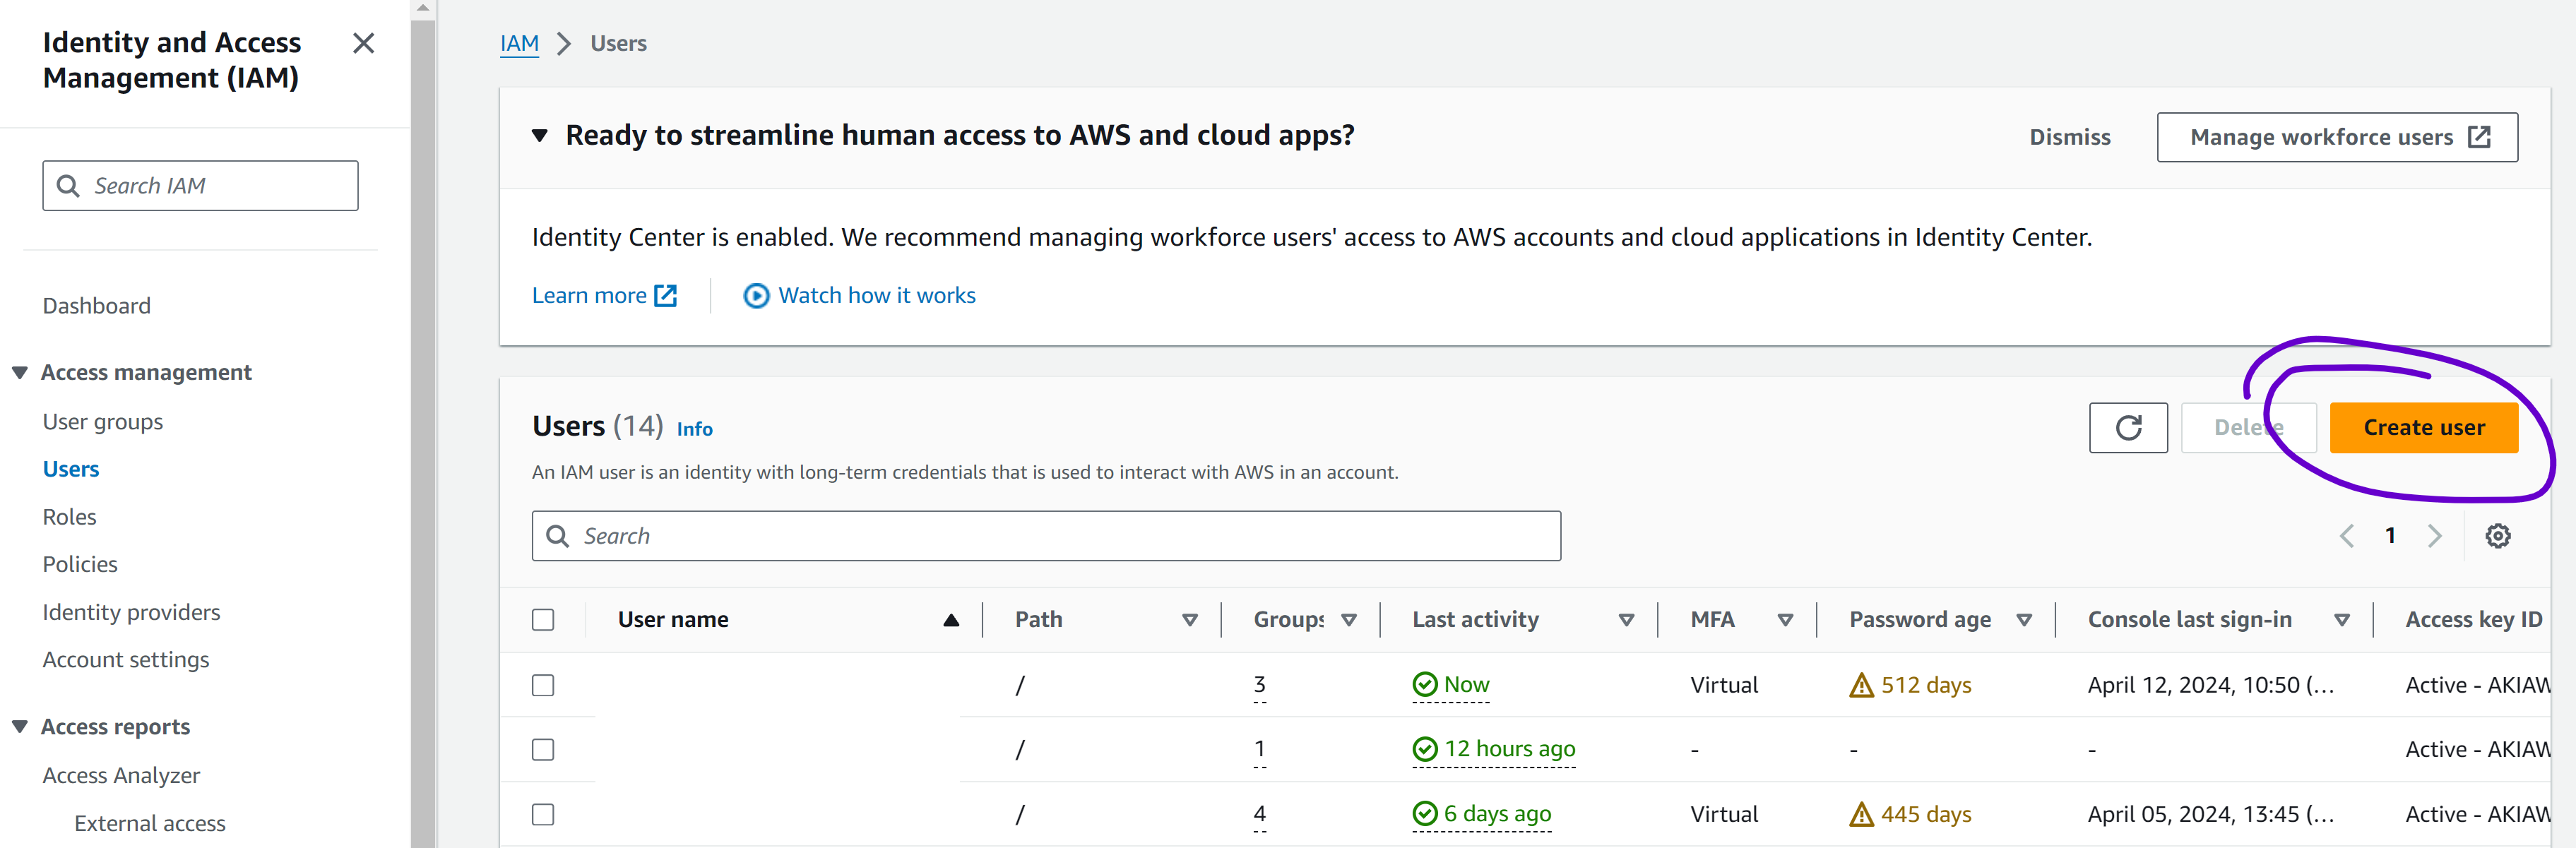 Identity and Access
Management (IAM)
Search IAM
Dashboard
Access management
User groups
Users
Roles
Policies
Identity providers
Account settings
Access reports
Access Analyzer
External access
IAM > Users
Ready to streamline human access to AWS and cloud apps?
Dismiss
Manage workforce users
Identity Center is enabled. We recommend managing workforce users' access to AWS accounts and cloud applications in Identity Center.
Learn more
Watch how it works
Users (14) Info
Delete
Create user
An IAM user is an identity with long-term credentials that is used to interact with AWS in an account.
Search
1
User name Path Groups Last activity MFA Password age Console last sign-in Access key ID
/ 3 Now Virtual 512 days April 12, 2024, 10:50 (... Active - AKIAW
/ 1 12 hours ago - - - Active - AKIAW
/ 4 6 days ago Virtual 445 days April 05, 2024, 13:45 (... Active - AKIAW